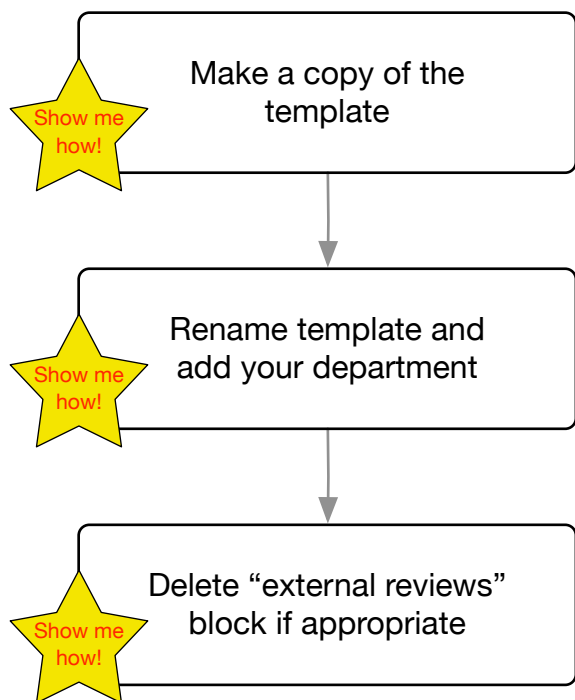 Make a copy of the
template
Show me
how!
Rename template and
add your department
Show me
how!
Delete “external reviews”
block if appropriate
Show me
how!